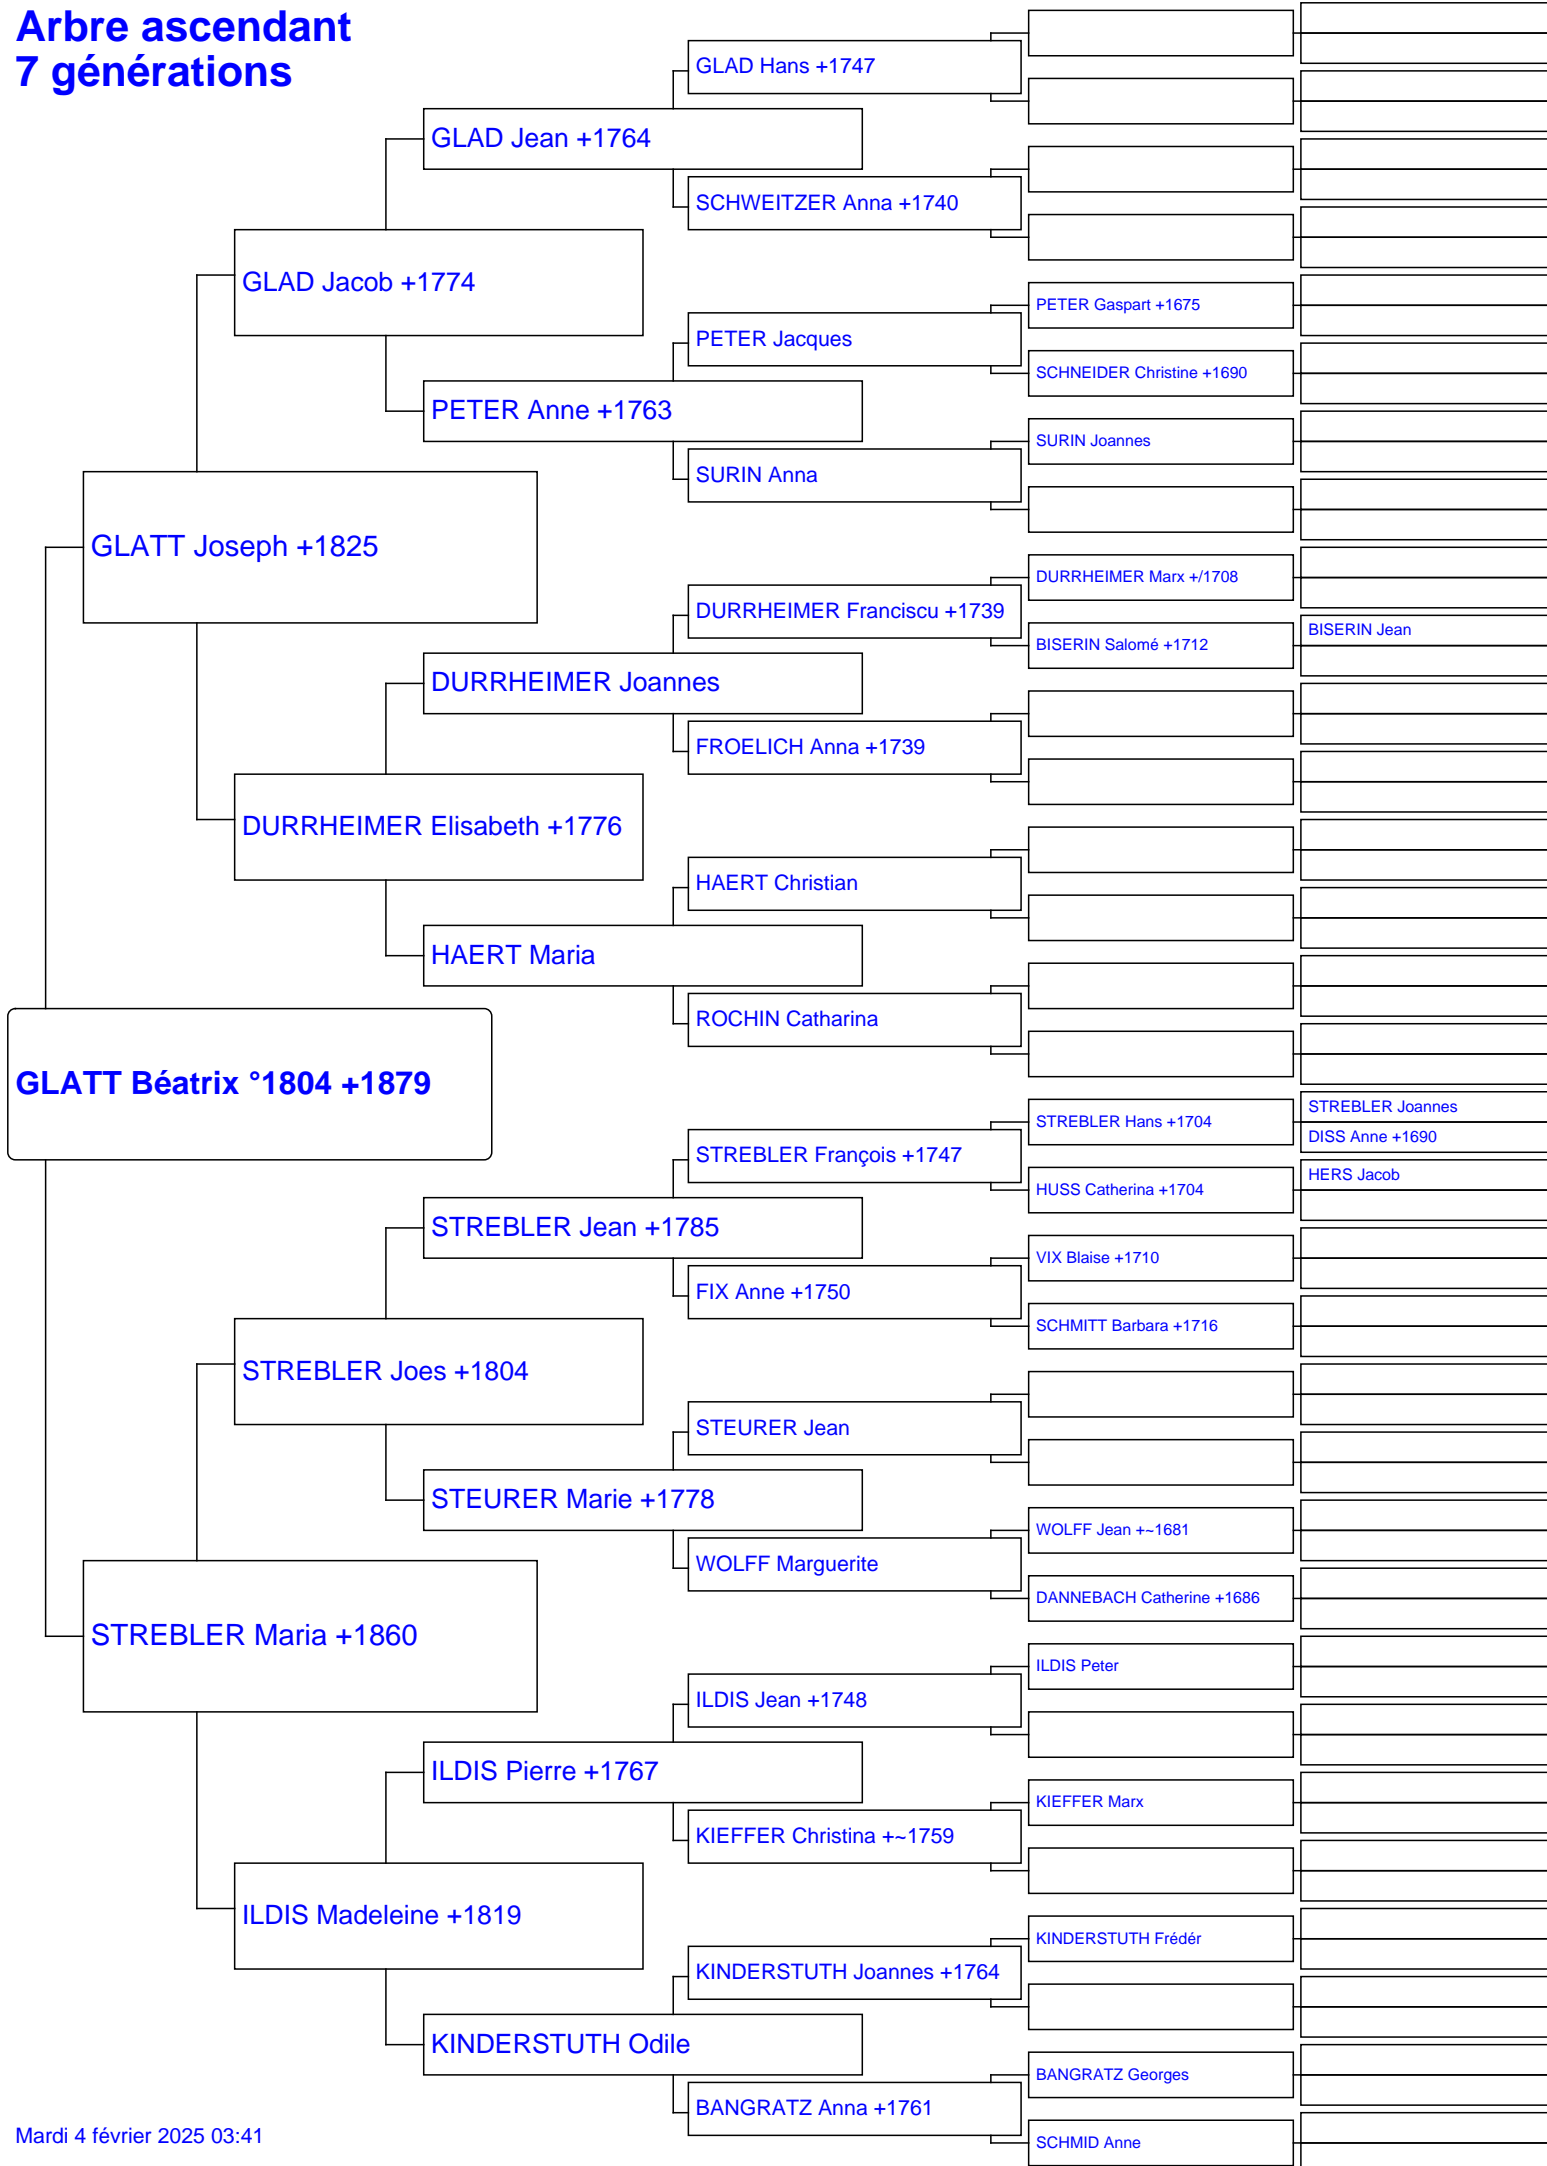 Arbre ascendant
7 générations
GLAD Hans +1747
GLAD Jean +1764
SCHWEITZER Anna +1740
GLAD Jacob +1774
PETER Gaspart +1675
PETER Jacques
SCHNEIDER Christine +1690
PETER Anne +1763
SURIN Joannes
SURIN Anna
GLATT Joseph +1825
DURRHEIMER Marx +/1708
DURRHEIMER Franciscu +1739
BISERIN Jean
BISERIN Salomé +1712
DURRHEIMER Joannes
FROELICH Anna +1739
DURRHEIMER Elisabeth +1776
HAERT Christian
HAERT Maria
ROCHIN Catharina
GLATT Béatrix °1804 +1879
STREBLER Joannes
STREBLER Hans +1704
DISS Anne +1690
STREBLER François +1747
HERS Jacob
HUSS Catherina +1704
STREBLER Jean +1785
VIX Blaise +1710
FIX Anne +1750
SCHMITT Barbara +1716
STREBLER Joes +1804
STEURER Jean
STEURER Marie +1778
WOLFF Jean +~1681
WOLFF Marguerite
DANNEBACH Catherine +1686
STREBLER Maria +1860
ILDIS Peter
ILDIS Jean +1748
ILDIS Pierre +1767
KIEFFER Marx
KIEFFER Christina +~1759
ILDIS Madeleine +1819
KINDERSTUTH Frédér
KINDERSTUTH Joannes +1764
KINDERSTUTH Odile
BANGRATZ Georges
BANGRATZ Anna +1761
SCHMID Anne
Mardi 4 février 2025 03:41